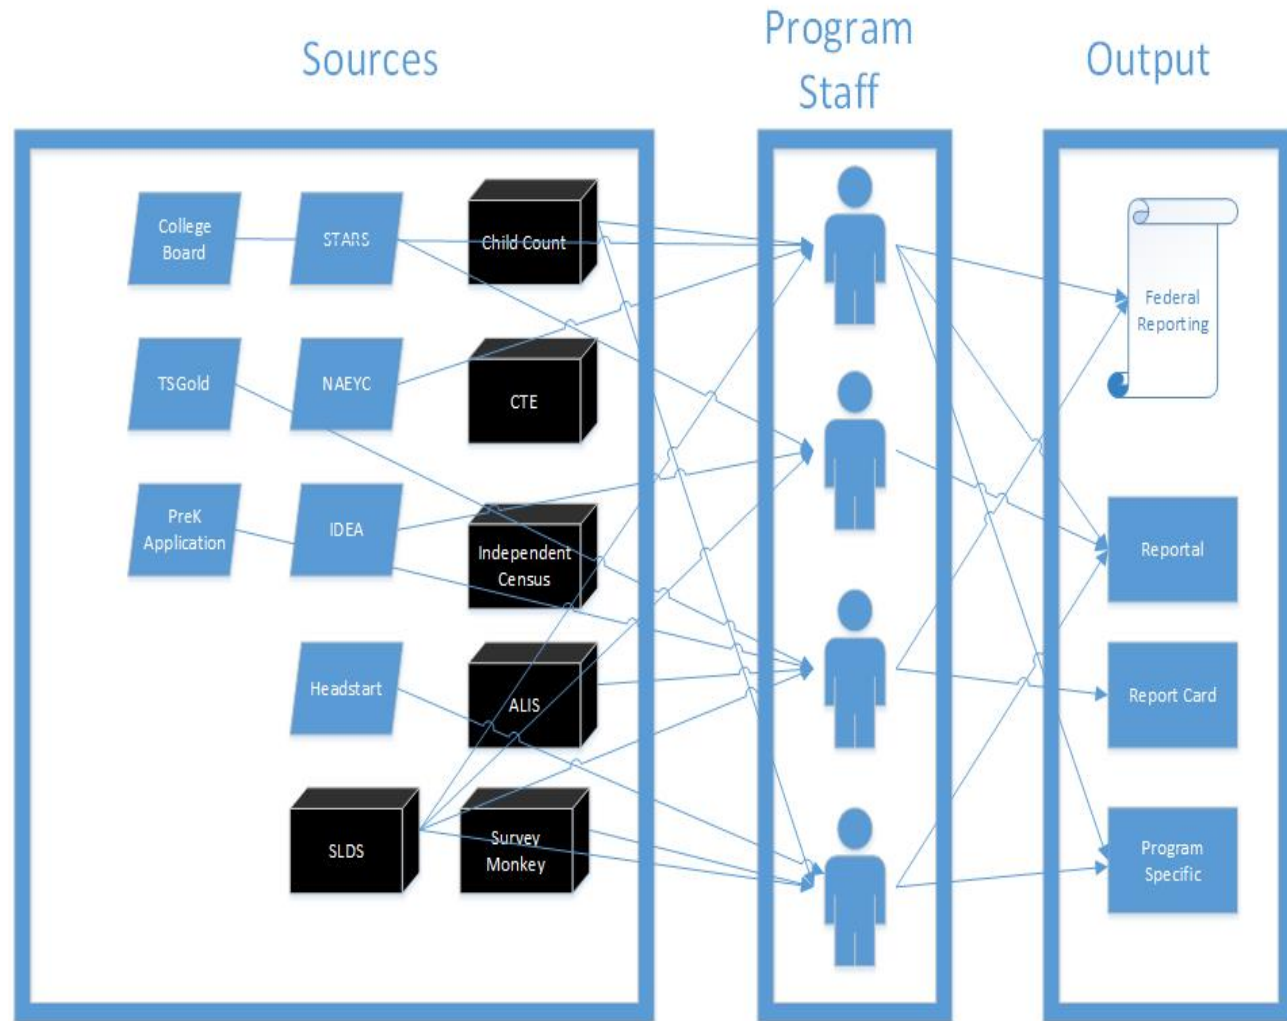 Sources
Program
Staff
Output
College
Board
STARS
Child Count
Federal
Reporting
TSGold
NAEYC
CTE
PreK
Application
IDEA
Independent
Census
Reportal
Headstart
ALIS
Report Card
SLDS
Survey
Monkey
Program
Specific